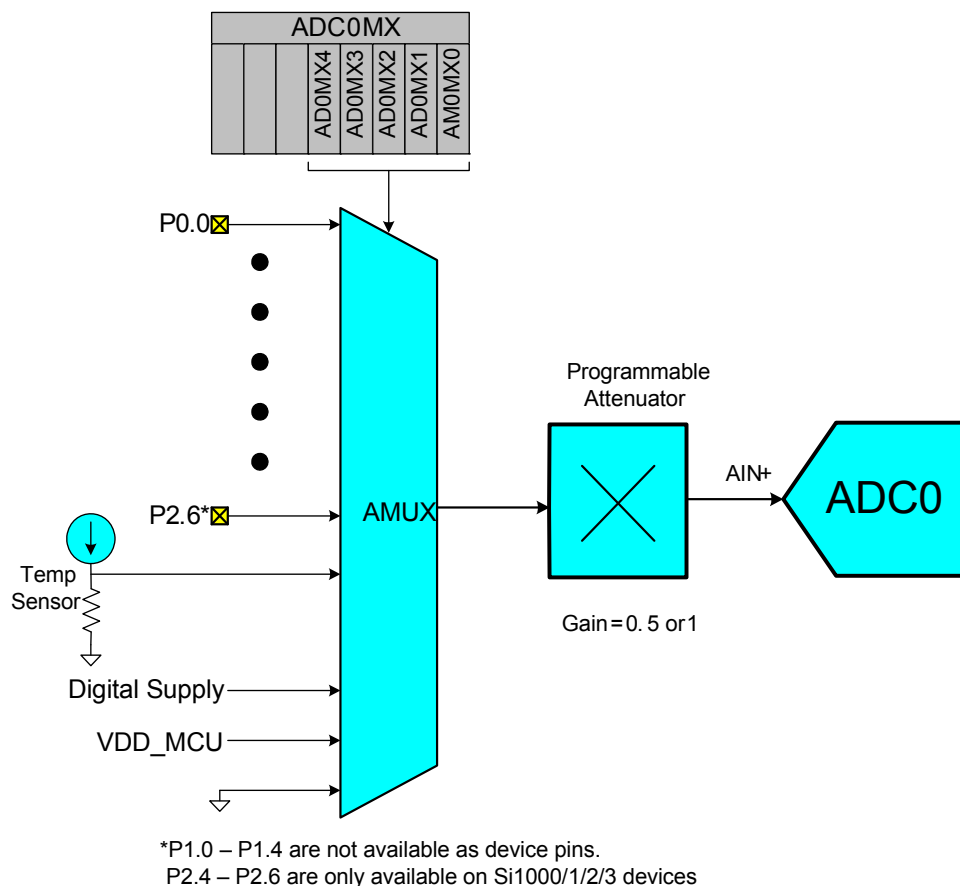 ADC0MX
AD0MX4
AD0MX3
AD0MX2
AD0MX1
AM0MX0
P0.0
Programmable
Attenuator
P2.6*
AMUX
AIN+
ADC0
Temp
Sensor
Gain=0. 5 or1
Digital Supply
VDD_MCU
*P1.0 – P1.4 are not available as device pins.
P2.4 – P2.6 are only available on Si1000/1/2/3 devices